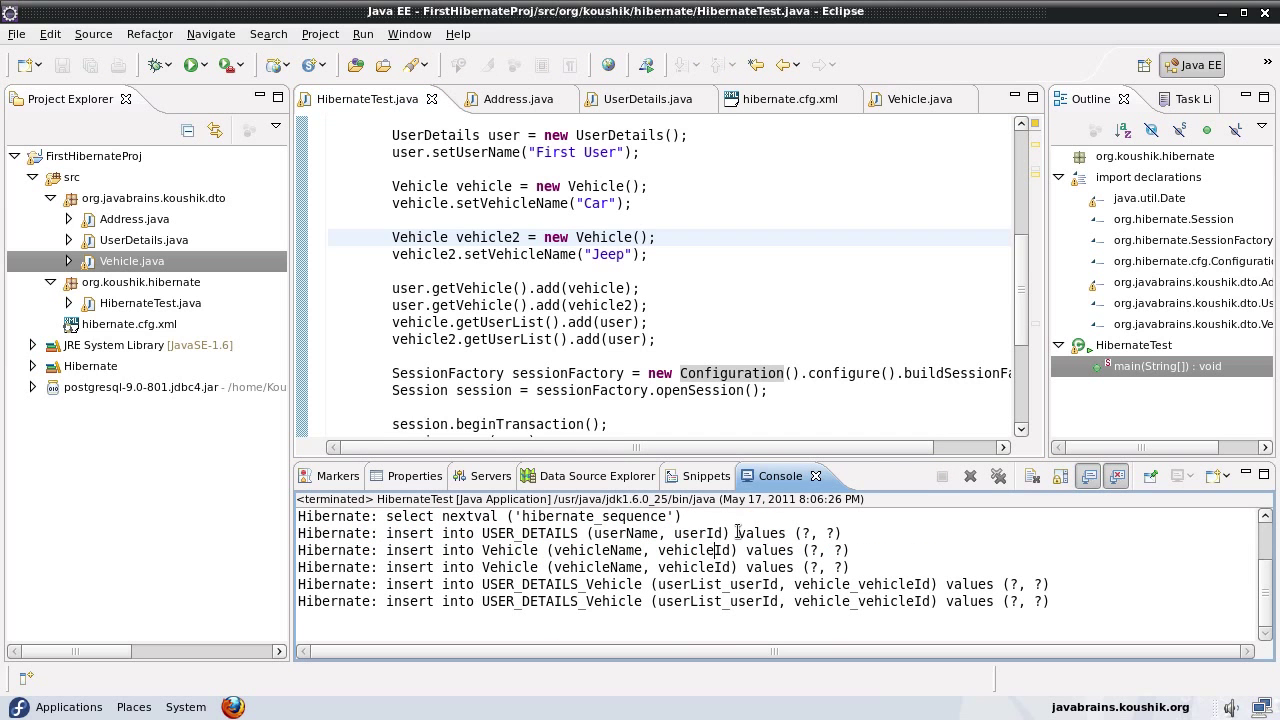 Java EE - FirstHibernateProj/src/org/koushik/hibernate/HibernateTest.java - Eclipse
File Edit Source Refactor Navigate Search Project Run Window Help
Java EE
Project Explorer
HibernateTest.java Address.java UserDetails.java hibernate.cfg.xml Vehicle.java
Outline Task Li
FirstHibernateProj
src
org.javabrains.koushik.dto
Address.java
UserDetails.java
Vehicle.java
org.koushik.hibernate
HibernateTest.java
hibernate.cfg.xml
JRE System Library [JavaSE-1.6]
Hibernate
postgresql-9.0-801.jdbc4.jar - /home/Kou
UserDetails user = new UserDetails();
user.setUserName("First User");
Vehicle vehicle = new Vehicle();
vehicle.setVehicleName("Car");
Vehicle vehicle2 = new Vehicle();
vehicle2.setVehicleName("Jeep");
user.getVehicle().add(vehicle);
user.getVehicle().add(vehicle2);
vehicle.getUserList().add(user);
vehicle2.getUserList().add(user);
SessionFactory sessionFactory = new Configuration().configure().buildSessionFa
Session session = sessionFactory.openSession();
session.beginTransaction();
org.koushik.hibernate
import declarations
java.util.Date
org.hibernate.Session
org.hibernate.SessionFactory
org.hibernate.cfg.Configurati
org.javabrains.koushik.dto.Ad
org.javabrains.koushik.dto.Us
org.javabrains.koushik.dto.Ve
HibernateTest
main(String[]) : void
Markers Properties Servers Data Source Explorer Snippets Console
<terminated> HibernateTest [Java Application] /usr/java/jdk1.6.0_25/bin/java (May 17, 2011 8:06:26 PM)
Hibernate: select nextval ('hibernate_sequence')
Hibernate: insert into USER_DETAILS (userName, userId) values (?, ?)
Hibernate: insert into Vehicle (vehicleName, vehicleId) values (?, ?)
Hibernate: insert into Vehicle (vehicleName, vehicleId) values (?, ?)
Hibernate: insert into USER_DETAILS_Vehicle (userList_userId, vehicle_vehicleId) values (?, ?)
Hibernate: insert into USER_DETAILS_Vehicle (userList_userId, vehicle_vehicleId) values (?, ?)
Applications Places System
javabrains.koushik.org